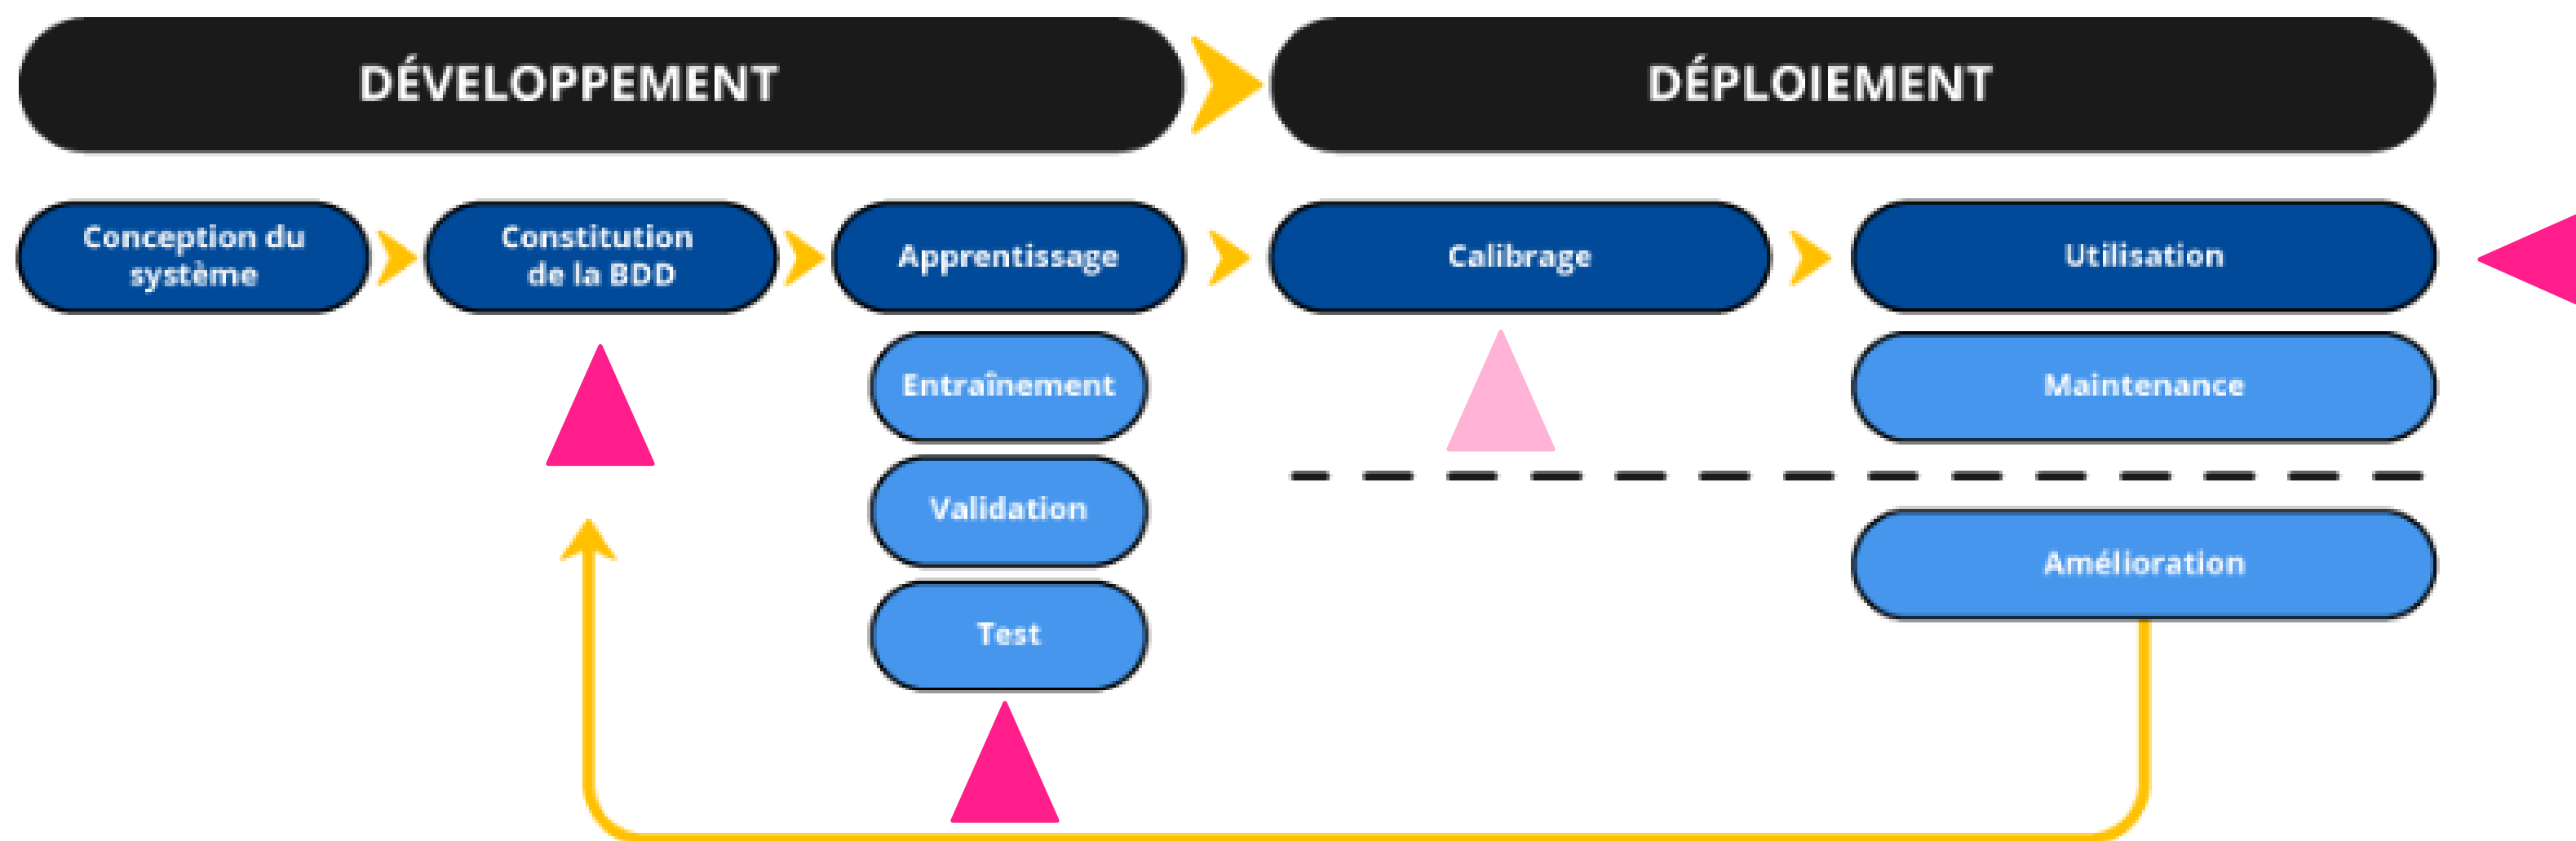 DÉVELOPPEMENT
DÉPLOIEMENT
Conception du
système
Constitution
de la BDD
Apprentissage
Calibrage
Utilisation
Entraînement
Maintenance
Validation
Amélioration
Test